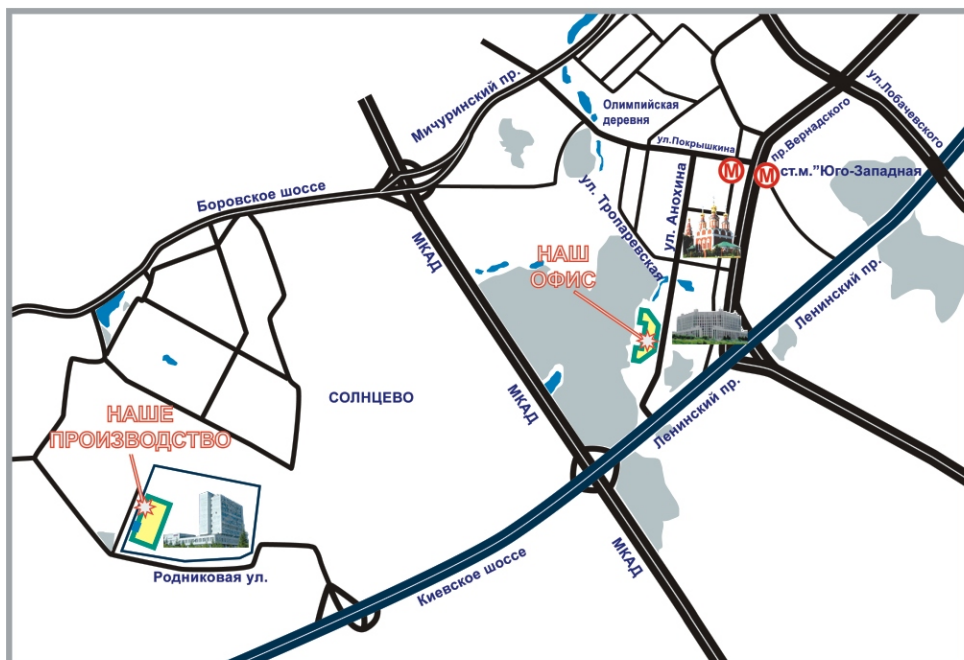 Мичуринский пр.
Олимпийская
деревня
ул.Лобачевского
пр.Вернадского
ул.Покрышкина
М
М
ст.м."Юго-Западная
Боровское шоссе
ул. Тропаревская
ул. Анохина
МКАД
НАШ
ОФИС
Ленинский пр.
МКАД
СОЛНЦЕВО
Ленинский пр.
НАШЕ
ПРОИЗВОДСТВО
Родниковая ул.
Киевское шоссе
МКАД